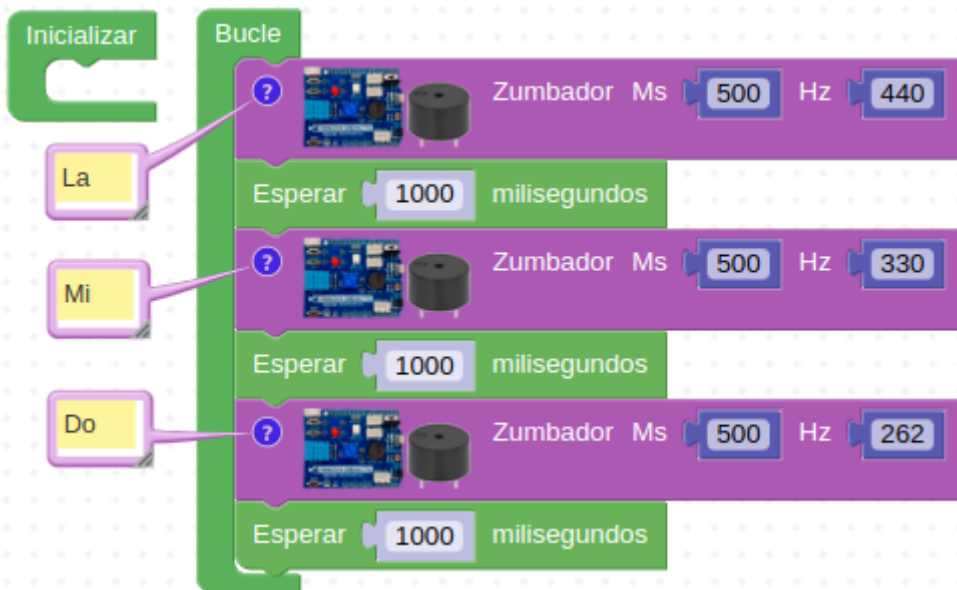 Inicializar
Bucle
? Zumbador Ms 500 Hz 440
La
Esperar 1000 milisegundos
? Zumbador Ms 500 Hz 330
Mi
Esperar 1000 milisegundos
? Zumbador Ms 500 Hz 262
Do
Esperar 1000 milisegundos